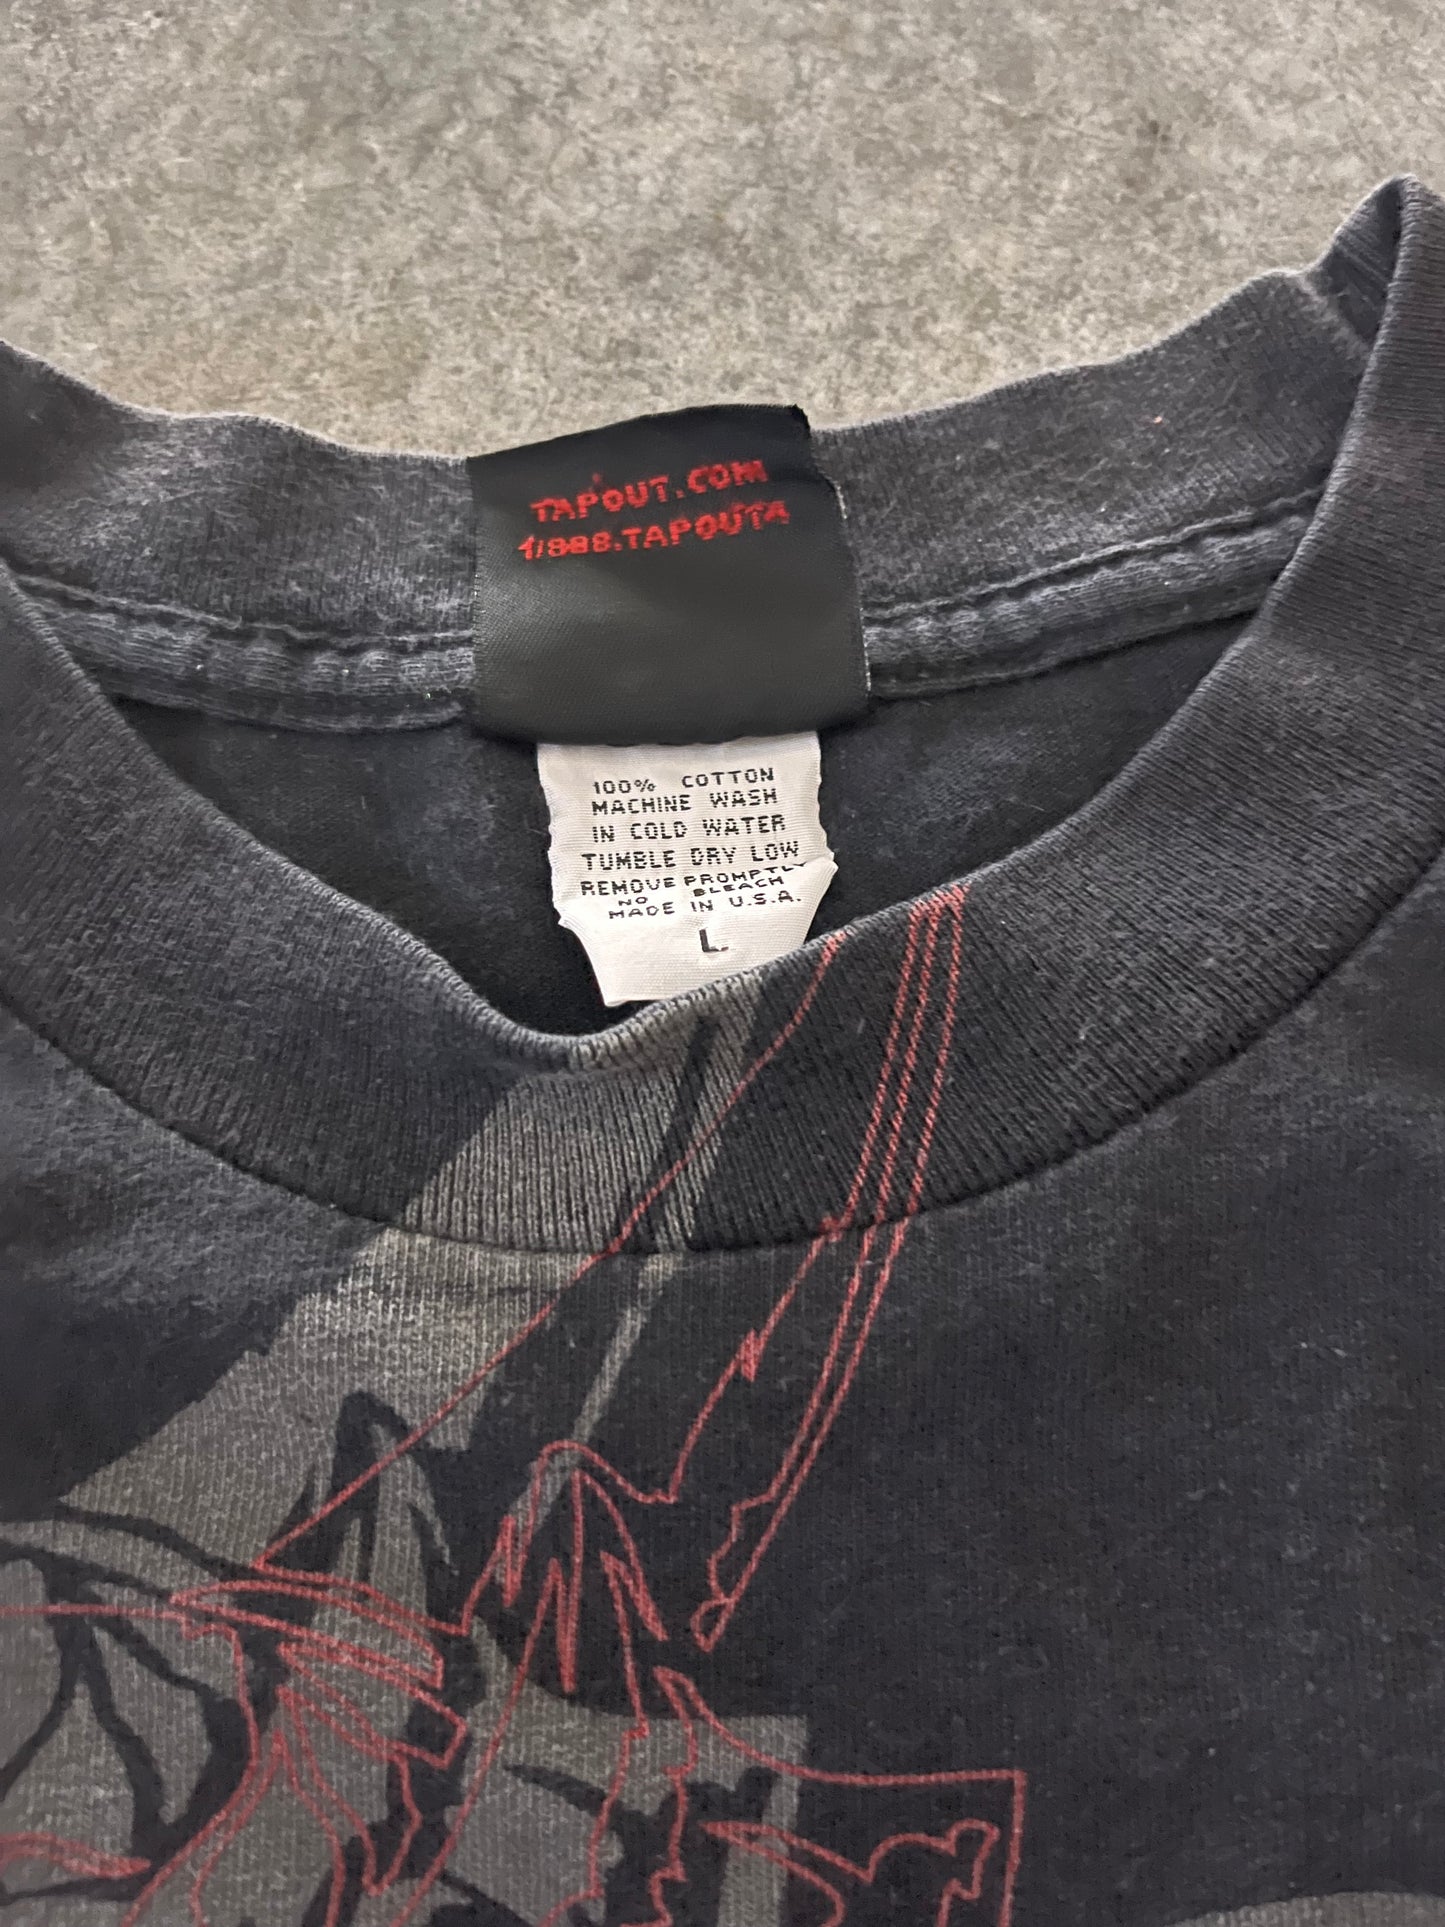 TAPOUT.COM
1/888.TAPOUT4
100% COTTON
MACHINE WASH
IN COLD WATER
TUMBLE DRY LOW
REMOVE PROMPTLY
NO BLEACH
MADE IN U.S.A.
L